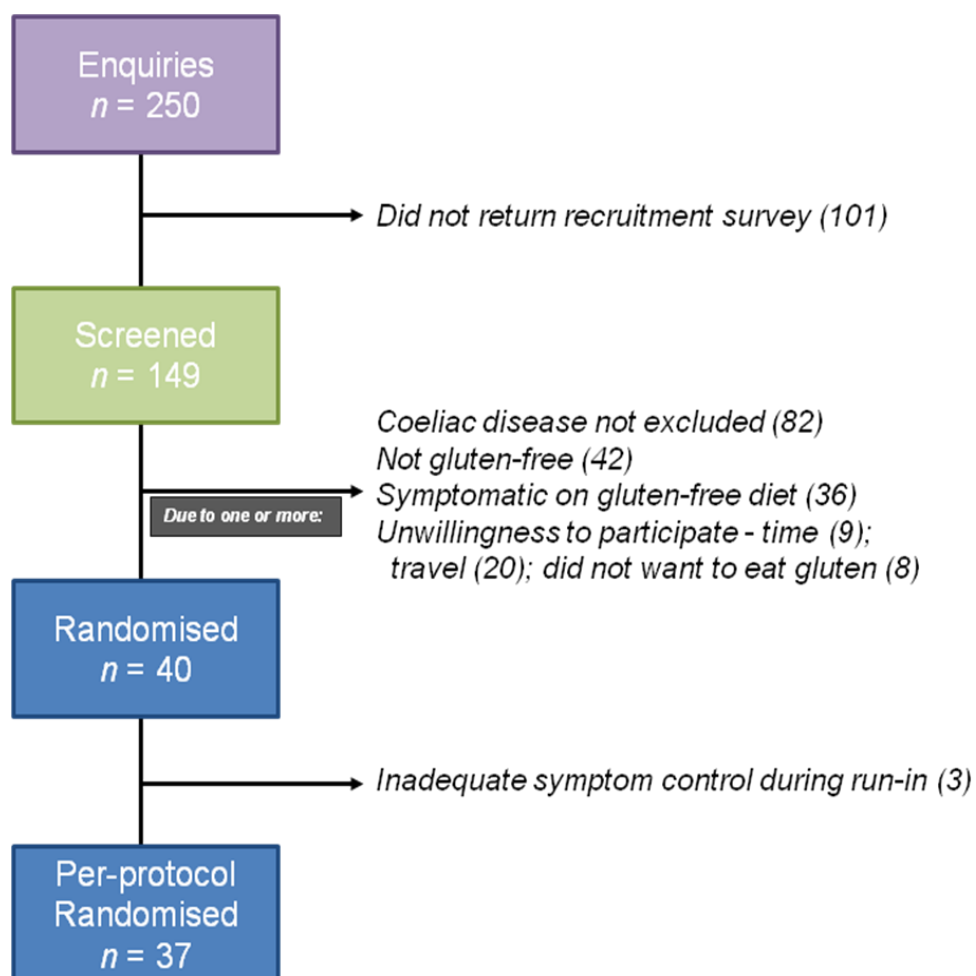 Enquiries
n = 250
Did not return recruitment survey (101)
Screened
n = 149
Coeliac disease not excluded (82)
Not gluten-free (42)
Symptomatic on gluten-free diet (36)
Due to one or more:
Unwillingness to participate - time (9);
travel (20); did not want to eat gluten (8)
Randomised
n = 40
Inadequate symptom control during run-in (3)
Per-protocol
Randomised
n = 37